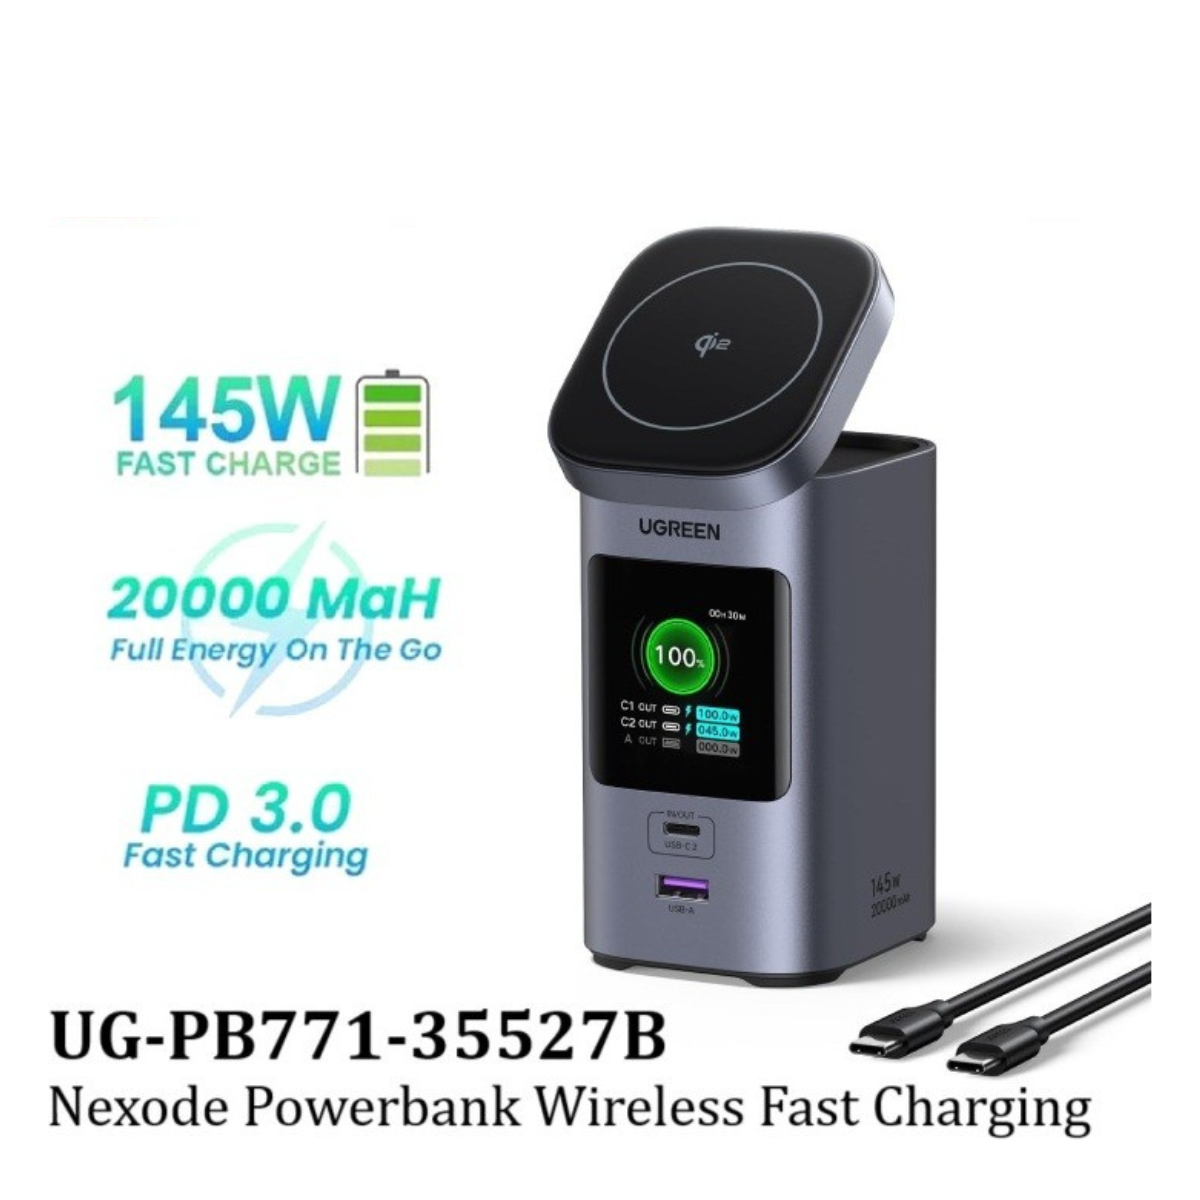 145W
FAST CHARGE
20000 MaH
Full Energy On The Go
PD 3.0
Fast Charging
qi2
UGREEN
00H30M
100%
C1 OUT 100.0W
C2 OUT 045.0W
A OUT 000.0W
IN/OUT
USB-C2
USB-A
145W
20000mAh
UG-PB771-35527B
Nexode Powerbank Wireless Fast Charging